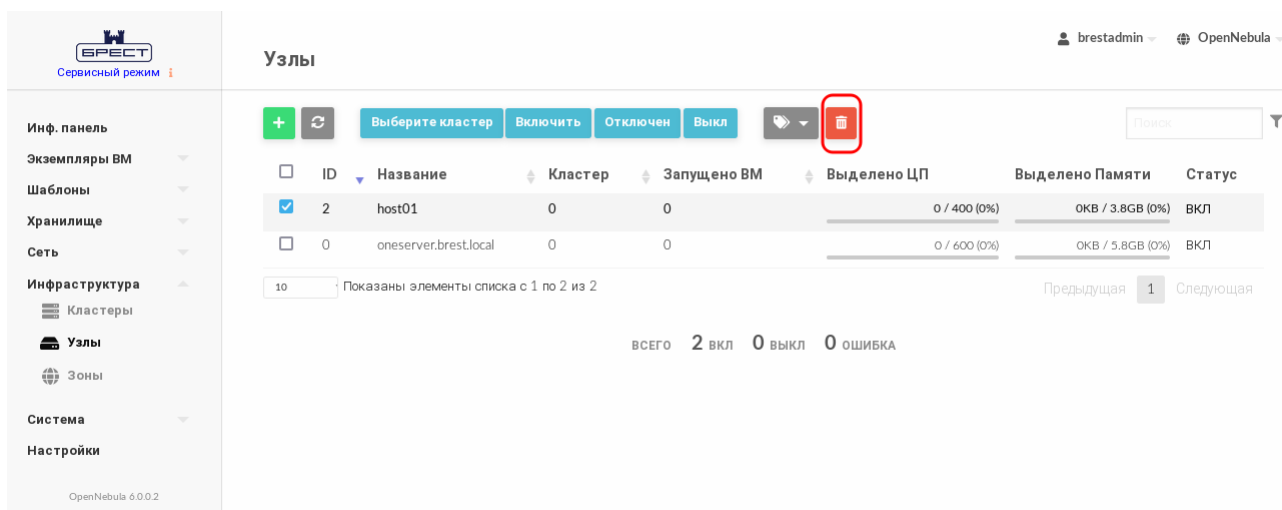 БРЕСТ
Сервисный режим
Узлы
brestadmin
OpenNebula
Выберите кластер Включить Отключен Выкл
Поиск
Инф. панель
Экземпляры ВМ
Шаблоны
Хранилище
Сеть
Инфраструктура
Кластеры
Узлы
Зоны
Система
Настройки
OpenNebula 6.0.0.2
ID Название Кластер Запущено ВМ Выделено ЦП Выделено Памяти Статус
2 host01 0 0 0 / 400 (0%) 0KB / 3.8GB (0%) ВКЛ
0 oneserver.brest.local 0 0 0 / 600 (0%) 0KB / 5.8GB (0%) ВКЛ
10 Показаны элементы списка с 1 по 2 из 2
Предыдущая 1 Следующая
ВСЕГО 2 ВКЛ 0 ВЫКЛ 0 ОШИБКА